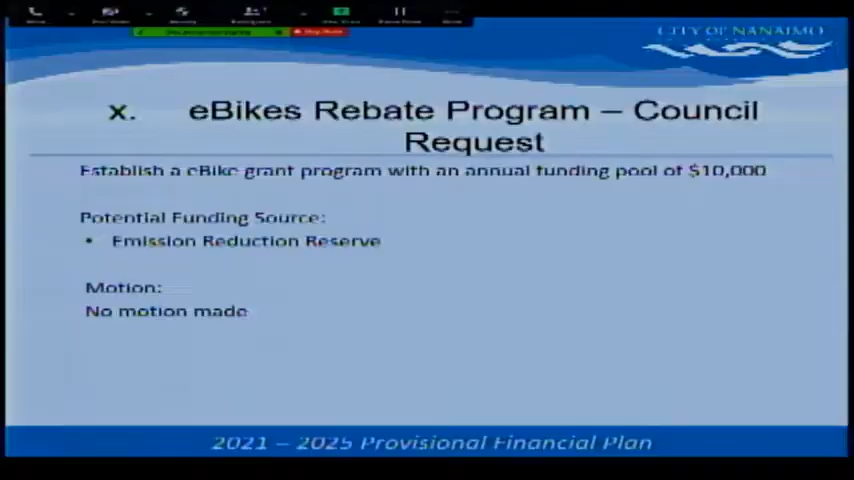 CITY OF NANAIMO
x. eBikes Rebate Program – Council
Request
Establish a eBike grant program with an annual funding pool of $10,000
Potential Funding Source:
• Emission Reduction Reserve
Motion:
No motion made
2021 – 2025 Provisional Financial Plan